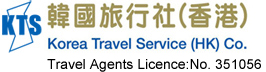 KTS 韓國旅行社(香港)
Korea Travel Service (HK) Co.
Travel Agents Licence:No. 351056